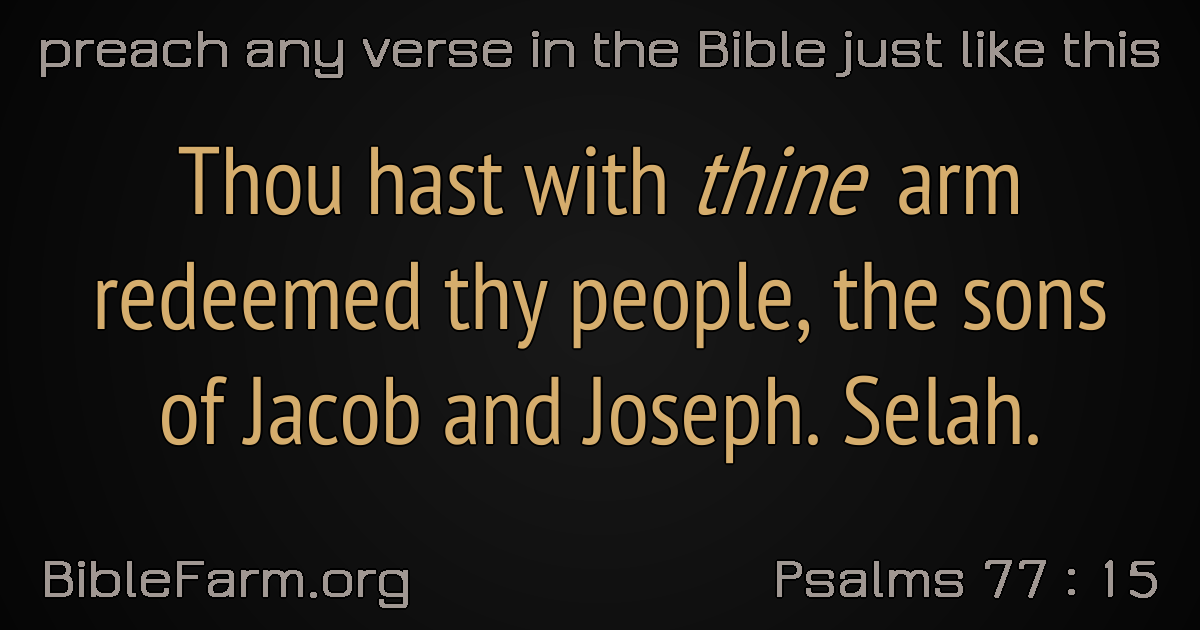 preach any verse in the Bible just like this
Thou hast with thine arm
redeemed thy people, the sons
of Jacob and Joseph. Selah.
BibleFarm.org
Psalms 77 : 15